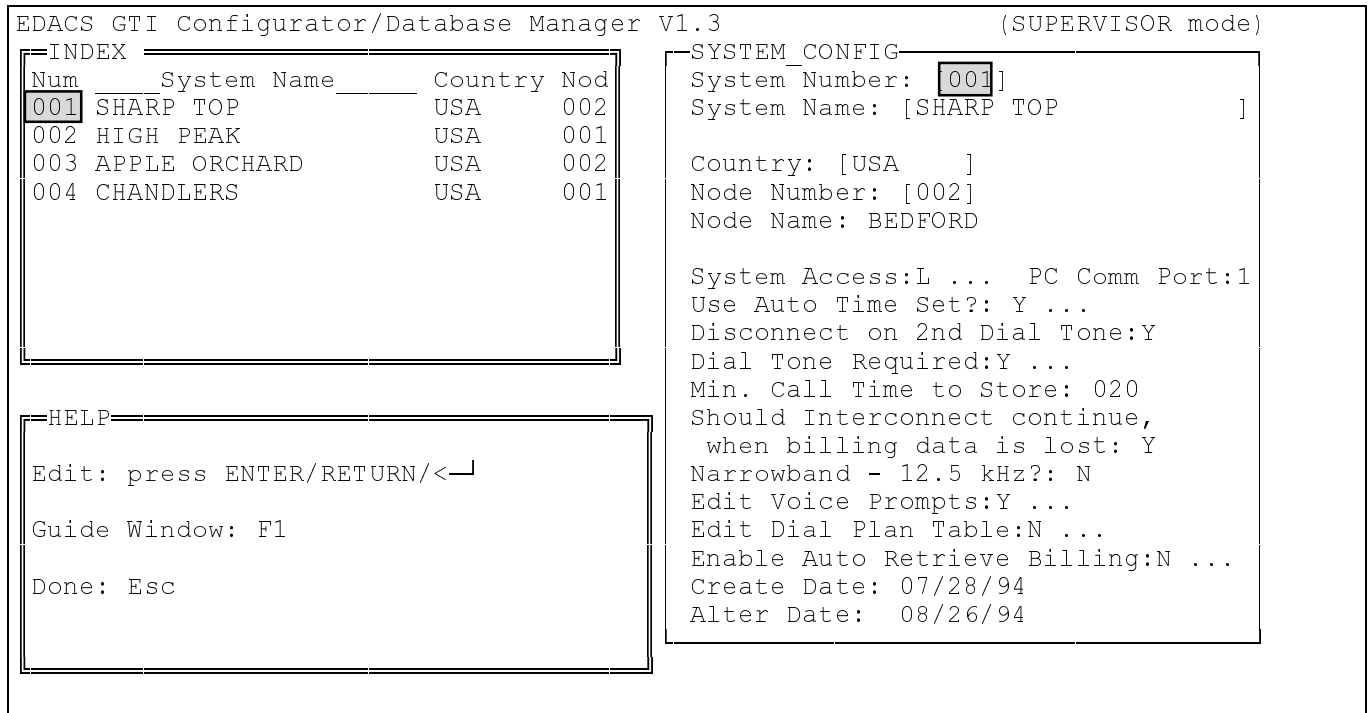 EDACS GTI Configurator/Database Manager V1.3 (SUPERVISOR mode)
INDEX
Num ____System Name_____ Country Nod
001 SHARP TOP USA 002
002 HIGH PEAK USA 001
003 APPLE ORCHARD USA 002
004 CHANDLERS USA 001
HELP
Edit: press ENTER/RETURN/<─┘
Guide Window: F1
Done: Esc
SYSTEM_CONFIG
System Number: [001]
System Name: [SHARP TOP ]
Country: [USA ]
Node Number: [002]
Node Name: BEDFORD
System Access:L ... PC Comm Port:1
Use Auto Time Set?: Y ...
Disconnect on 2nd Dial Tone:Y
Dial Tone Required:Y ...
Min. Call Time to Store: 020
Should Interconnect continue,
when billing data is lost: Y
Narrowband - 12.5 kHz?: N
Edit Voice Prompts:Y ...
Edit Dial Plan Table:N ...
Enable Auto Retrieve Billing:N ...
Create Date: 07/28/94
Alter Date: 08/26/94